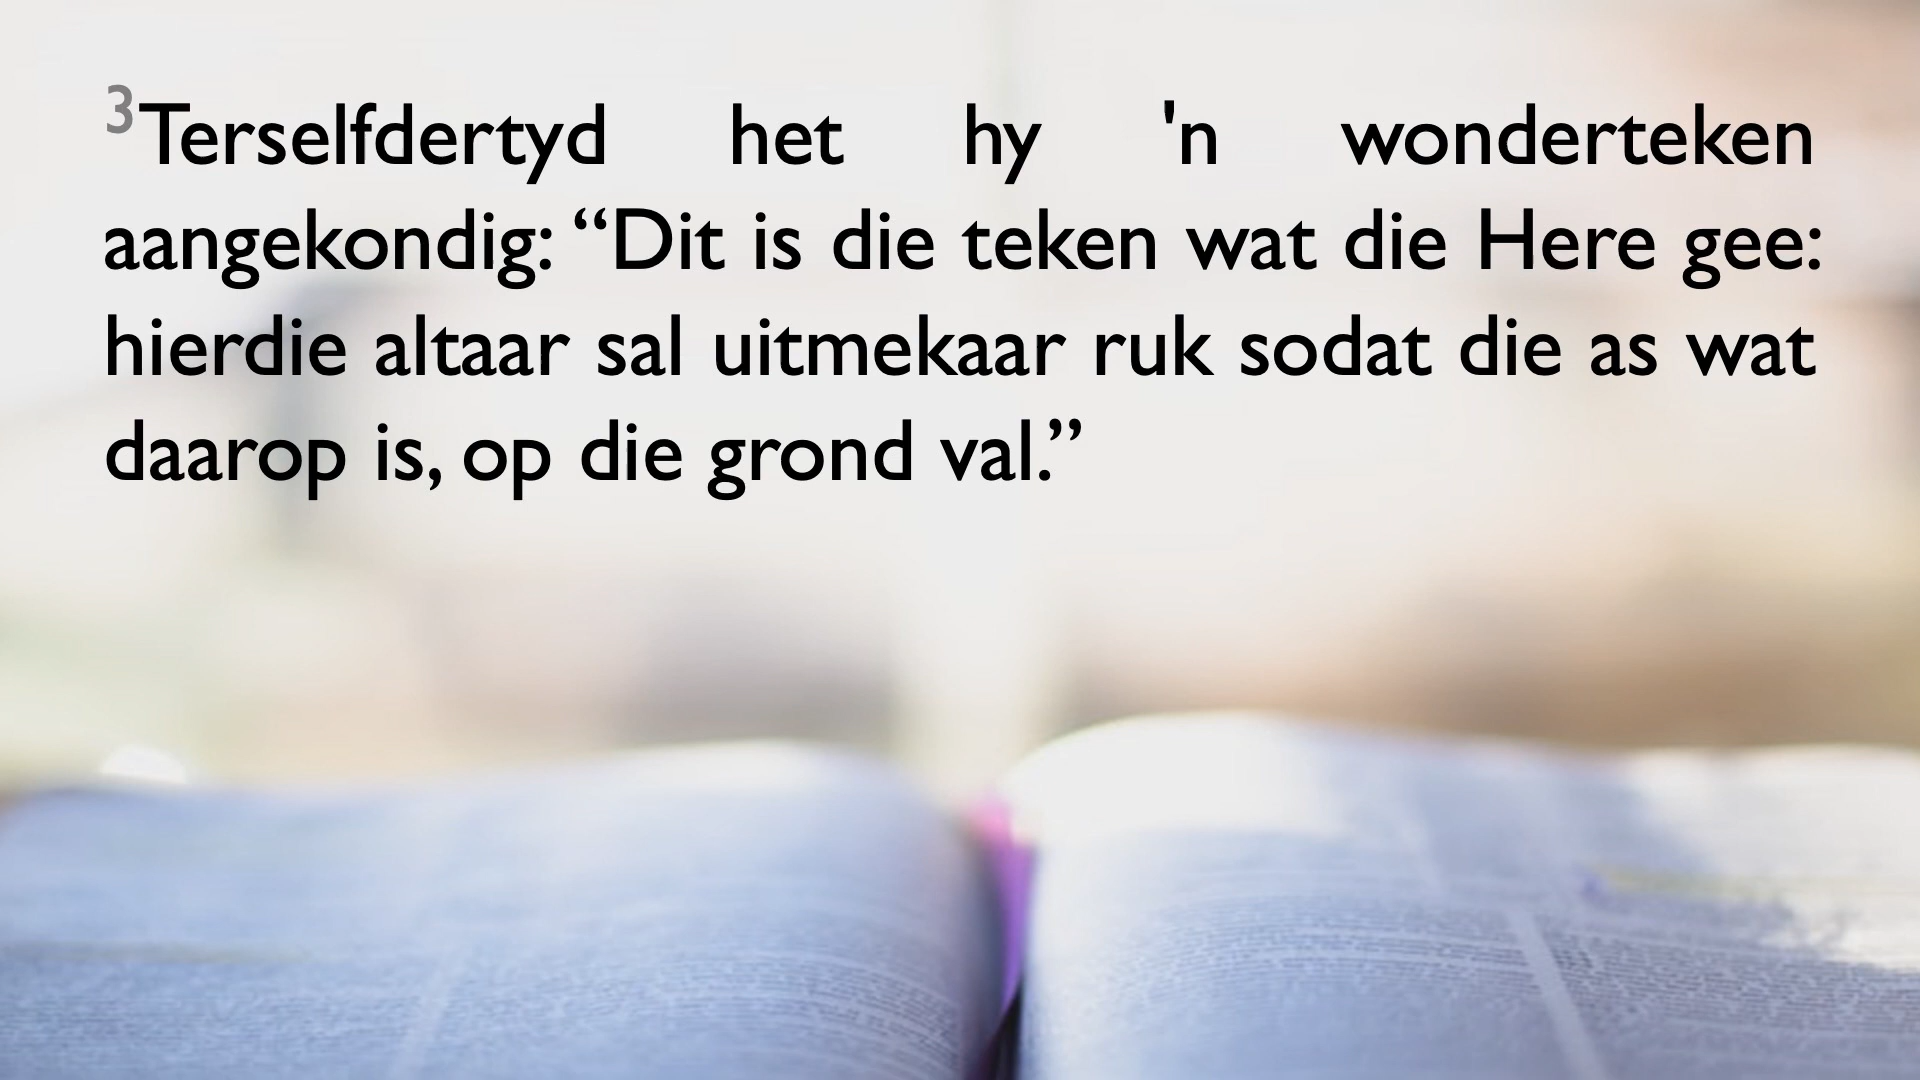 3Terselfdertyd het hy 'n wonderteken
aangekondig: “Dit is die teken wat die Here gee:
hierdie altaar sal uitmekaar ruk sodat die as wat
daarop is, op die grond val.”